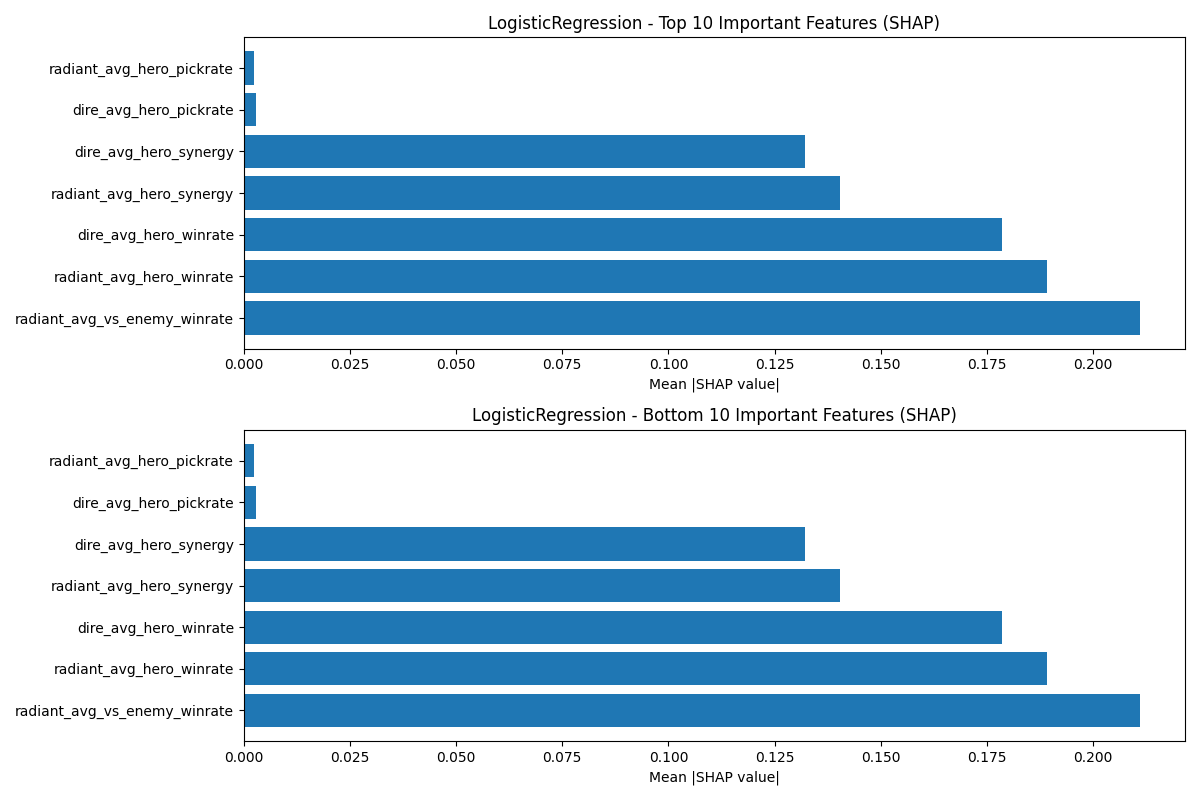 LogisticRegression - Top 10 Important Features (SHAP)
radiant_avg_hero_pickrate
dire_avg_hero_pickrate
dire_avg_hero_synergy
radiant_avg_hero_synergy
dire_avg_hero_winrate
radiant_avg_hero_winrate
radiant_avg_vs_enemy_winrate
0.000 0.025 0.050 0.075 0.100 0.125 0.150 0.175 0.200
Mean |SHAP value|
LogisticRegression - Bottom 10 Important Features (SHAP)
radiant_avg_hero_pickrate
dire_avg_hero_pickrate
dire_avg_hero_synergy
radiant_avg_hero_synergy
dire_avg_hero_winrate
radiant_avg_hero_winrate
radiant_avg_vs_enemy_winrate
0.000 0.025 0.050 0.075 0.100 0.125 0.150 0.175 0.200
Mean |SHAP value|